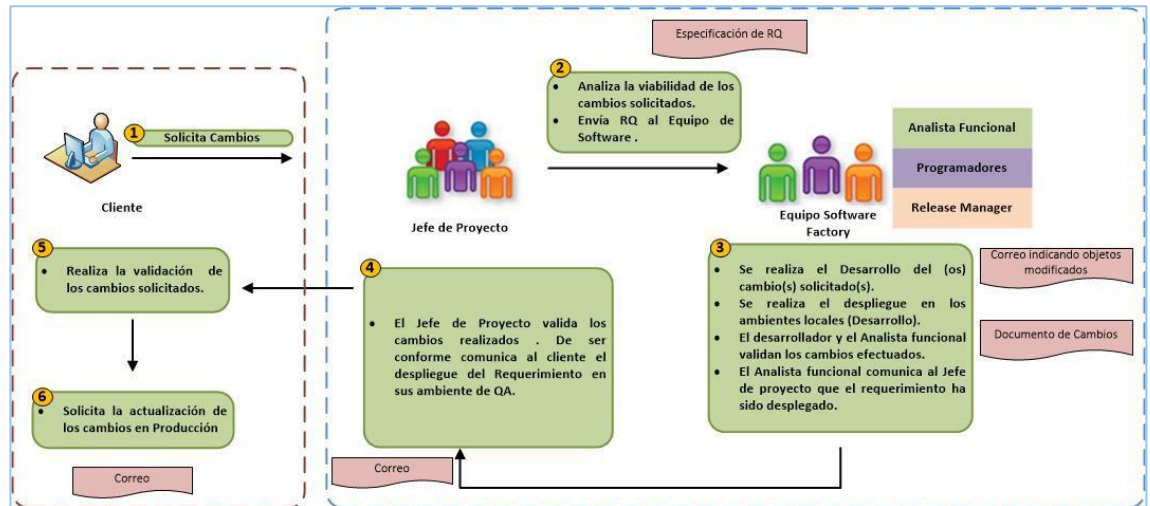 Especificación de RQ
2
• Analiza la viabilidad de los
cambios solicitados.
• Envía RQ al Equipo de
Software .
1
Solicita Cambios
Cliente
Jefe de Proyecto
Equipo Software
Factory
Analista Funcional
Programadores
Release Manager
3
• Se realiza el Desarrollo del (os)
cambio(s) solicitado(s).
• Se realiza el despliegue en los
ambientes locales (Desarrollo).
• El desarrollador y el Analista funcional
validan los cambios efectuados.
• El Analista funcional comunica al Jefe
de proyecto que el requerimiento ha
sido desplegado.
Correo indicando objetos
modificados
Documento de Cambios
4
• El Jefe de Proyecto valida los
cambios realizados . De ser
conforme comunica al cliente el
despliegue del Requerimiento en
sus ambiente de QA.
Correo
5
• Realiza la validación de
los cambios solicitados.
6
• Solicita la actualización de
los cambios en Producción
Correo